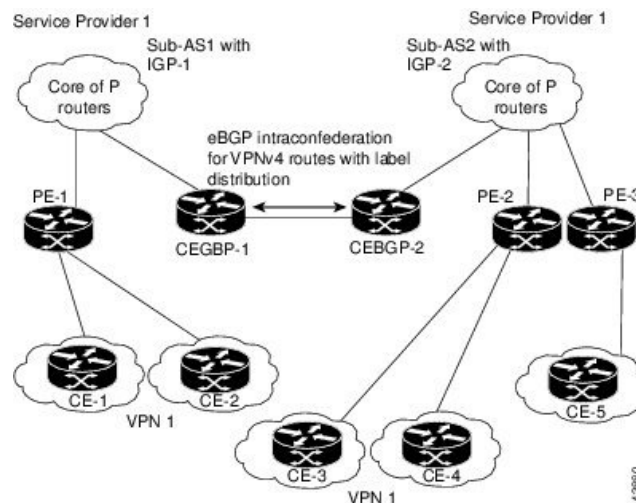 Service Provider 1
Service Provider 1
Sub-AS1 with
IGP-1
Sub-AS2 with
IGP-2
Core of P
routers
Core of P
routers
eBGP intraconfederation
for VPNv4 routes with label
distribution
PE-1
PE-2
PE-3
CEGBP-1
CEBGP-2
CE-1
CE-2
CE-5
VPN 1
CE-3
CE-4
VPN 1